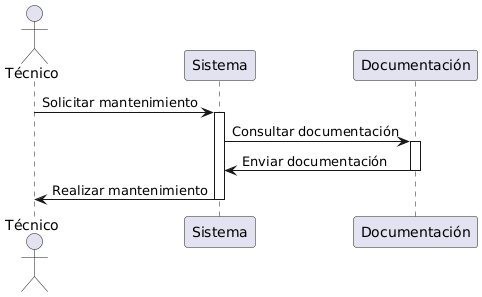 Técnico
Sistema
Documentación
Solicitar mantenimiento
Consultar documentación
Enviar documentación
Realizar mantenimiento
Técnico
Sistema
Documentación